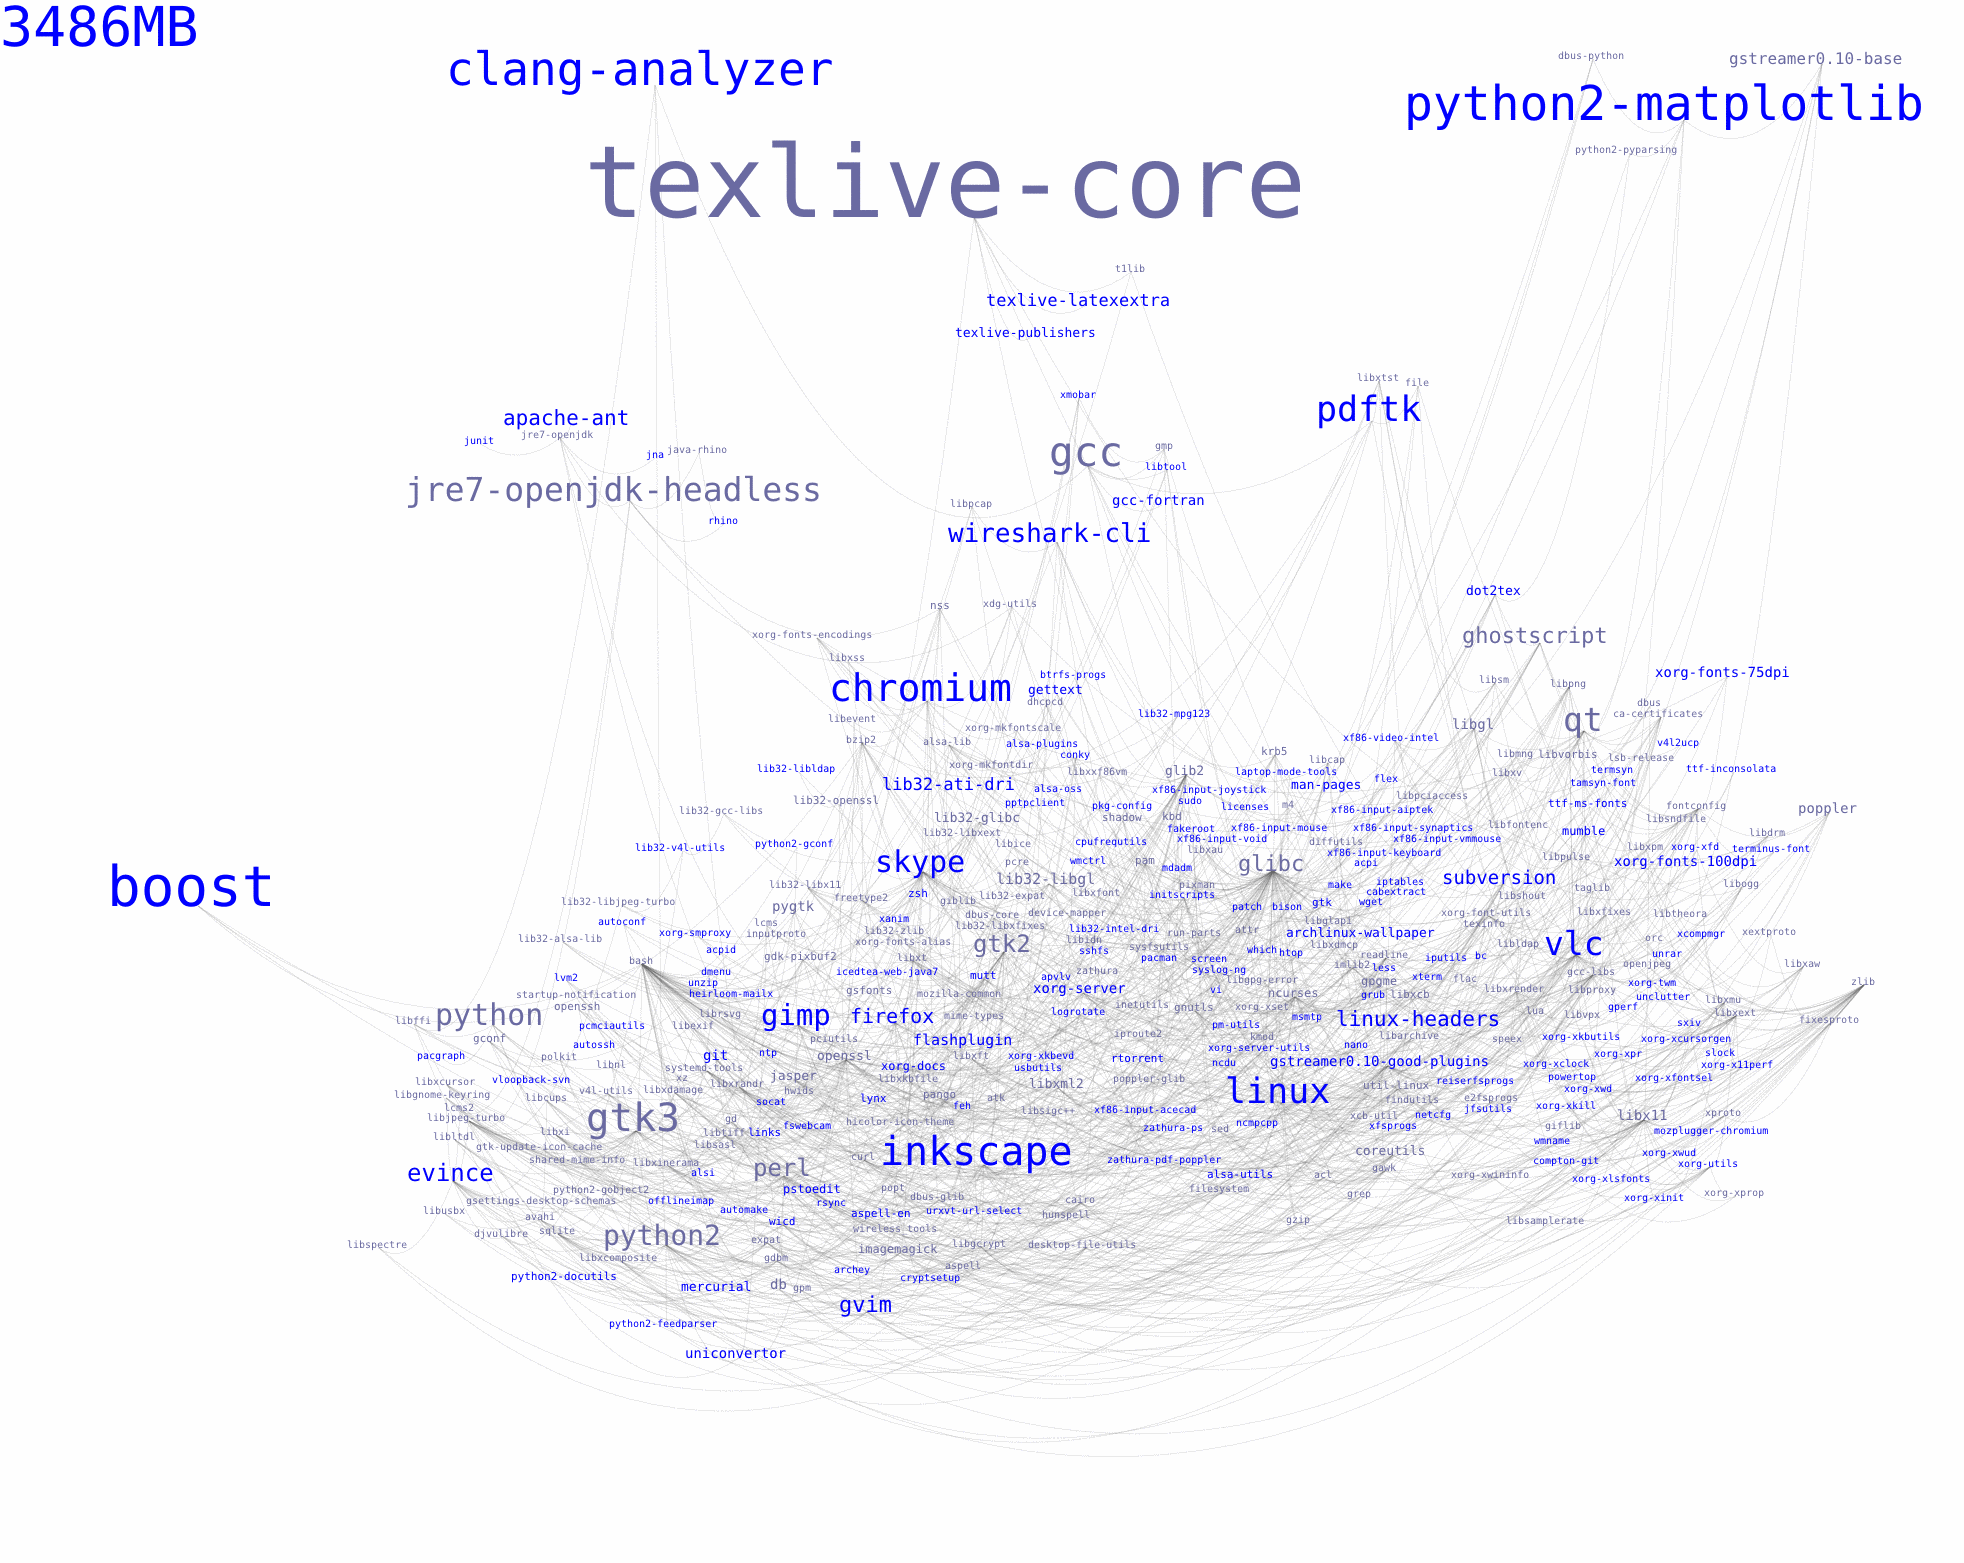 3486MB
clang-analyzer
dbus-python
gstreamer0.10-base
python2-matplotlib
python2-pyparsing
texlive-core
t1lib
texlive-latexextra
texlive-publishers
libxtst
file
xmobar
pdftk
apache-ant
jre7-openjdk
junit
jna
java-rhino
gcc
gmp
libtool
jre7-openjdk-headless
gcc-fortran
libpcap
rhino
wireshark-cli
dot2tex
nss
xdg-utils
xorg-fonts-encodings
ghostscript
libxss
btrfs-progs
xorg-fonts-75dpi
chromium
gettext
libsm
libpng
dhcpcd
dbus
lib32-mpg123
ca-certificates
libevent
libgl
qt
xorg-mkfontscale
bzip2
alsa-lib
alsa-plugins
xf86-video-intel
v4l2ucp
conky
krb5
libcap
libmng
libvorbis
lsb-release
xorg-mkfontdir
lib32-libldap
libxxf86vm
glib2
laptop-mode-tools
flex
libxv
termsyn
ttf-inconsolata
lib32-ati-dri
alsa-oss
xf86-input-joystick
man-pages
tamsyn-font
lib32-openssl
pptpclient
pkg-config
sudo
licenses
m4
libpciaccess
ttf-ms-fonts
fontconfig
poppler
lib32-gcc-libs
lib32-glibc
shadow
kbd
xf86-input-aiptek
libsndfile
lib32-libxext
fakeroot
xf86-input-mouse
xf86-input-synaptics
libfontenc
mumble
libdrm
lib32-v4l-utils
python2-gconf
libice
cpufrequtils
xf86-input-void
diffutils
xf86-input-vmmouse
libxpm
xorg-xfd
terminus-font
libxau
xf86-input-keyboard
skype
pcre
wmctrl
pam
mdadm
glibc
acpi
libpulse
xorg-fonts-100dpi
boost
lib32-libx11
lib32-libgl
pixman
make
iptables
subversion
taglib
libogg
lib32-libjpeg-turbo
freetype2
zsh
giblib
lib32-expat
libxfont
initscripts
cabextract
libshout
pygtk
patch
bison
gtk
wget
autoconf
lcms
xanim
dbus-core
device-mapper
libglapi
xorg-font-utils
libxfixes
libtheora
xorg-smproxy
inputproto
lib32-zlib
lib32-libxfixes
lib32-intel-dri
run-parts
attr
archlinux-wallpaper
texinfo
xcompmgr
xextproto
lib32-alsa-lib
xorg-fonts-alias
gtk2
libidn
sysfsutils
libxdmcp
libldap
vlc
orc
acpid
gdk-pixbuf2
libxt
sshfs
pacman
screen
which
htop
readline
iputils
bc
unrar
bash
dmenu
icedtea-web-java7
mutt
apvlv
zathura
syslog-ng
imlib2
less
xterm
flac
gcc-libs
openjpeg
libxaw
lvm2
unzip
heirloom-mailx
gsfonts
mozilla-common
xorg-server
vi
libgpg-error
ncurses
gpgme
grub
libxcb
libxrender
libproxy
xorg-twm
unclutter
zlib
startup-notification
openssh
librsvg
inetutils
gnutls
xorg-xset
gperf
libxmu
libffi
python
pcmciautils
libexif
gimp
firefox
mime-types
logrotate
msmtp
linux-headers
lua
libvpx
sxiv
libxext
fixesproto
gconf
autossh
pciutils
flashplugin
iproute2
pm-utils
kmod
nano
libarchive
speex
xorg-xkbutils
xorg-xcursorgen
pacgraph
polkit
libnl
git
ntp
openssl
libxft
xorg-xkbevd
rtorrent
xorg-server-utils
gstreamer0.10-good-plugins
xorg-xclock
xorg-xpr
slock
xorg-x11perf
systemd-tools
xorg-docs
usbutils
ncdu
libxcursor
vloopback-svn
xz
libxrandr
jasper
libxkbfile
libxml2
poppler-glib
linux
util-linux
reiserfsprogs
powertop
xorg-xfontsel
libgnome-keyring
libcups
v4l-utils
libxdamage
hwids
lynx
pango
atk
findutils
e2fsprogs
xorg-xwd
lcms2
socat
feh
libsigc++
xf86-input-acecad
jfsutils
xorg-xkill
libjpeg-turbo
gtk3
gd
hicolor-icon-theme
xcb-util
netcfg
libx11
xproto
libltdl
libxi
libtiff
links
fswebcam
zathura-ps
sed
ncmpcpp
xfsprogs
giflib
mozplugger-chromium
gtk-update-icon-cache
libsasl
wmname
evince
shared-mime-info
libxinerama
perl
curl
inkscape
zathura-pdf-poppler
coreutils
compton-git
xorg-xwud
xorg-utils
alsi
alsa-utils
acl
gawk
xorg-xwininfo
xorg-xlsfonts
python2-gobject2
pstoedit
popt
filesystem
grep
xorg-xprop
gsettings-desktop-schemas
offlineimap
rsync
dbus-glib
cairo
xorg-xinit
libusbx
avahi
automake
aspell-en
urxvt-url-select
hunspell
gzip
libsamplerate
djvulibre
sqlite
python2
wicd
wireless_tools
libspectre
expat
imagemagick
libgcrypt
desktop-file-utils
libxcomposite
gdbm
archey
aspell
python2-docutils
mercurial
db
gpm
cryptsetup
gvim
python2-feedparser
uniconvertor